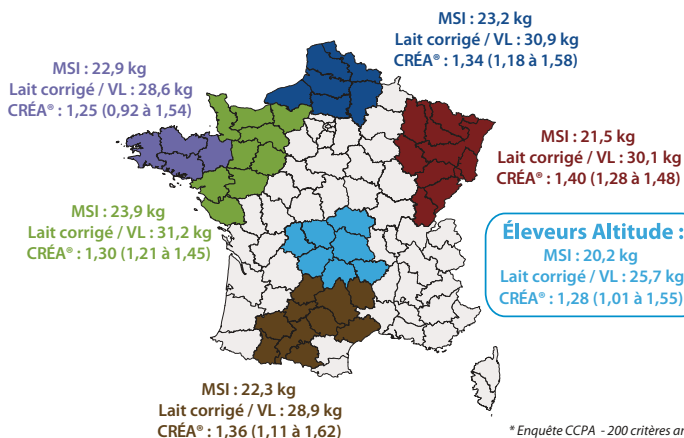 MSI : 23,2 kg
Lait corrigé / VL : 30,9 kg
CRÉA® : 1,34 (1,18 à 1,58)
MSI : 22,9 kg
Lait corrigé / VL : 28,6 kg
CRÉA® : 1,25 (0,92 à 1,54)
MSI : 21,5 kg
Lait corrigé / VL : 30,1 kg
CRÉA® : 1,40 (1,28 à 1,48)
MSI : 23,9 kg
Lait corrigé / VL : 31,2 kg
CRÉA® : 1,30 (1,21 à 1,45)
Éleveurs Altitude :
MSI : 20,2 kg
Lait corrigé / VL : 25,7 kg
CRÉA® : 1,28 (1,01 à 1,55)
MSI : 22,3 kg
Lait corrigé / VL : 28,9 kg
CRÉA® : 1,36 (1,11 à 1,62)
* Enquête CCPA - 200 critères